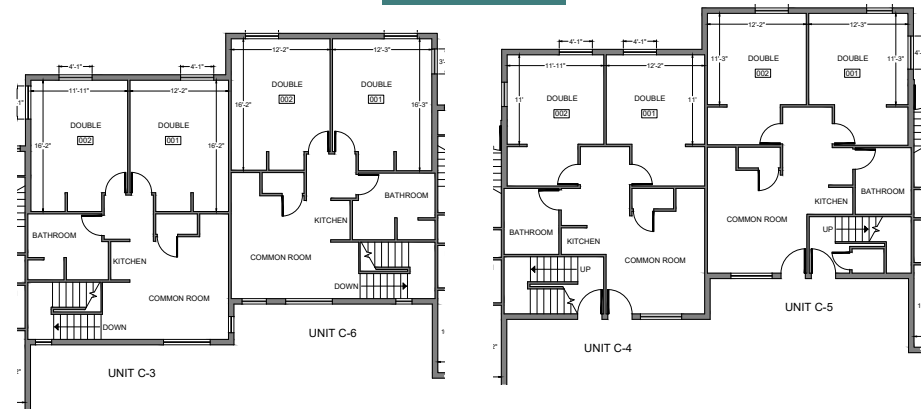 12'-2"
12'-3"
16'-2"
DOUBLE
002
DOUBLE
001
16'-3"
3'-
4'-1"
4'-1"
11'-11"
12'-2"
1"
16'-2"
DOUBLE
002
DOUBLE
001
16'-2"
BATHROOM
KITCHEN
COMMON ROOM
DOWN
BATHROOM
KITCHEN
COMMON ROOM
DOWN
UNIT C-6
UNIT C-3
12'-2"
12'-3"
11'-3"
DOUBLE
002
DOUBLE
001
11'-3"
4'-1"
4'-1"
11'-11"
12'-2"
11'
DOUBLE
002
DOUBLE
001
11'
KITCHEN
BATHROOM
COMMON ROOM
UP
BATHROOM
KITCHEN
COMMON ROOM
UP
UNIT C-5
UNIT C-4